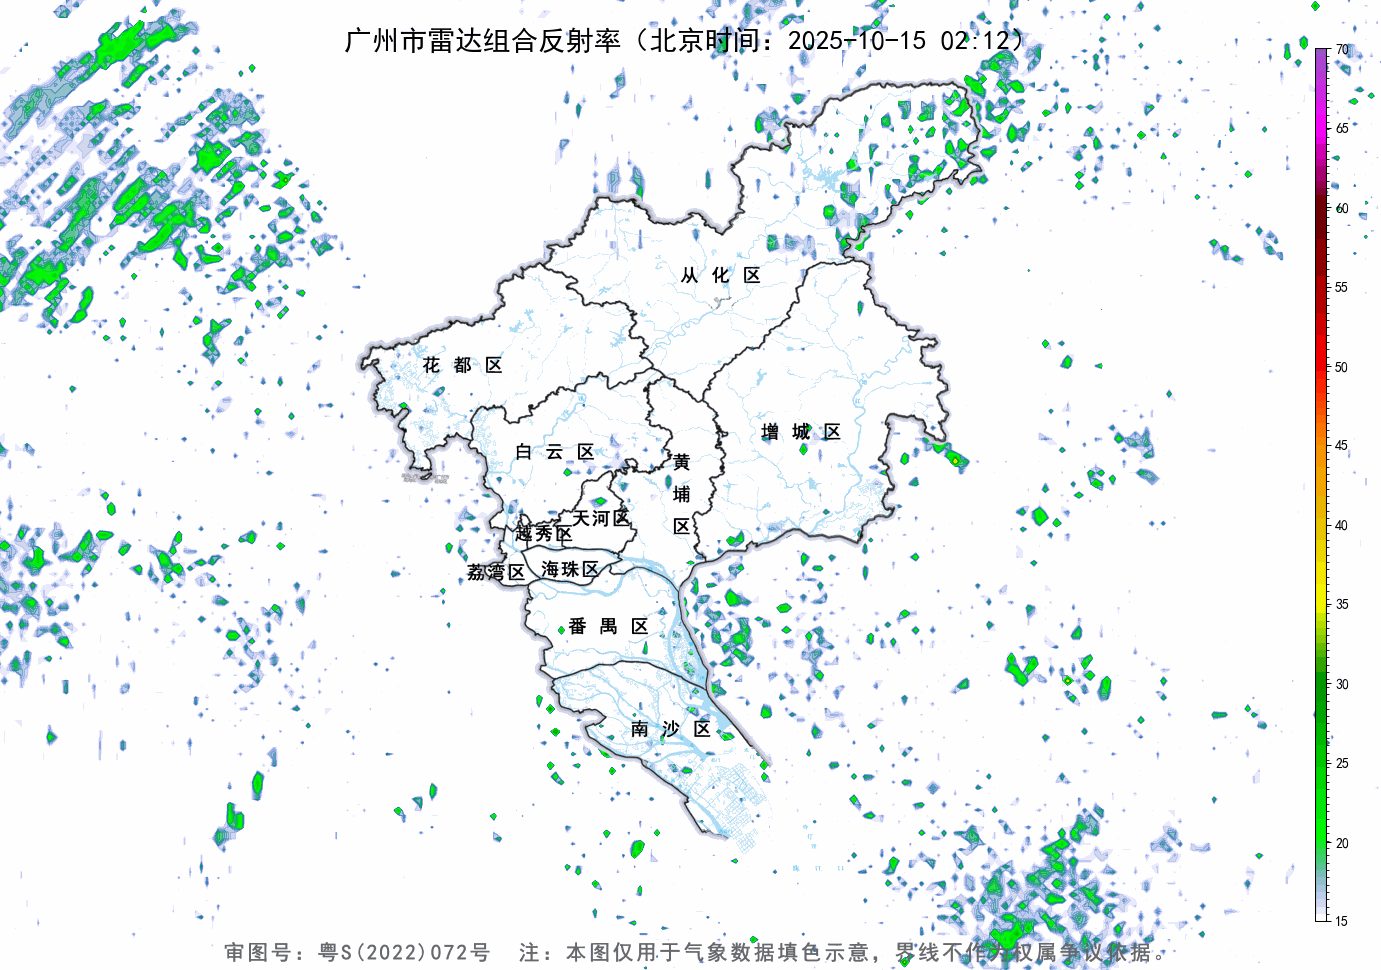 广州市雷达组合反射率（北京时间：2025-10-15 02:12）
70
65
60
55
50
45
40
35
30
25
20
15
从化区
花都区
增城区
白云区
黄埔区
天河区
越秀区
荔湾区
海珠区
番禺区
南沙区
审图号：粤S(2022)072号 注：本图仅用于气象数据填色示意，界线不作为权属争议依据。